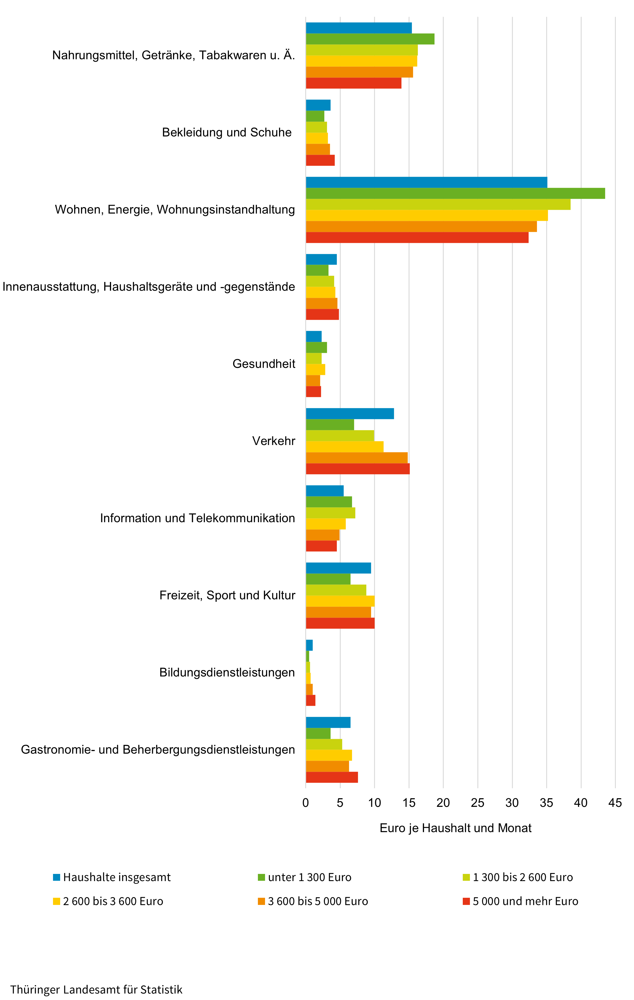 Nahrungsmittel, Getränke, Tabakwaren u. Ä.
Bekleidung und Schuhe
Wohnen, Energie, Wohnungsinstandhaltung
Innenausstattung, Haushaltsgeräte und -gegenstände
Gesundheit
Verkehr
Information und Telekommunikation
Freizeit, Sport und Kultur
Bildungsdienstleistungen
Gastronomie- und Beherbergungsdienstleistungen
0 5 10 15 20 25 30 35 40 45
Euro je Haushalt und Monat
Haushalte insgesamt unter 1 300 Euro 1 300 bis 2 600 Euro
2 600 bis 3 600 Euro 3 600 bis 5 000 Euro 5 000 und mehr Euro
Thüringer Landesamt für Statistik